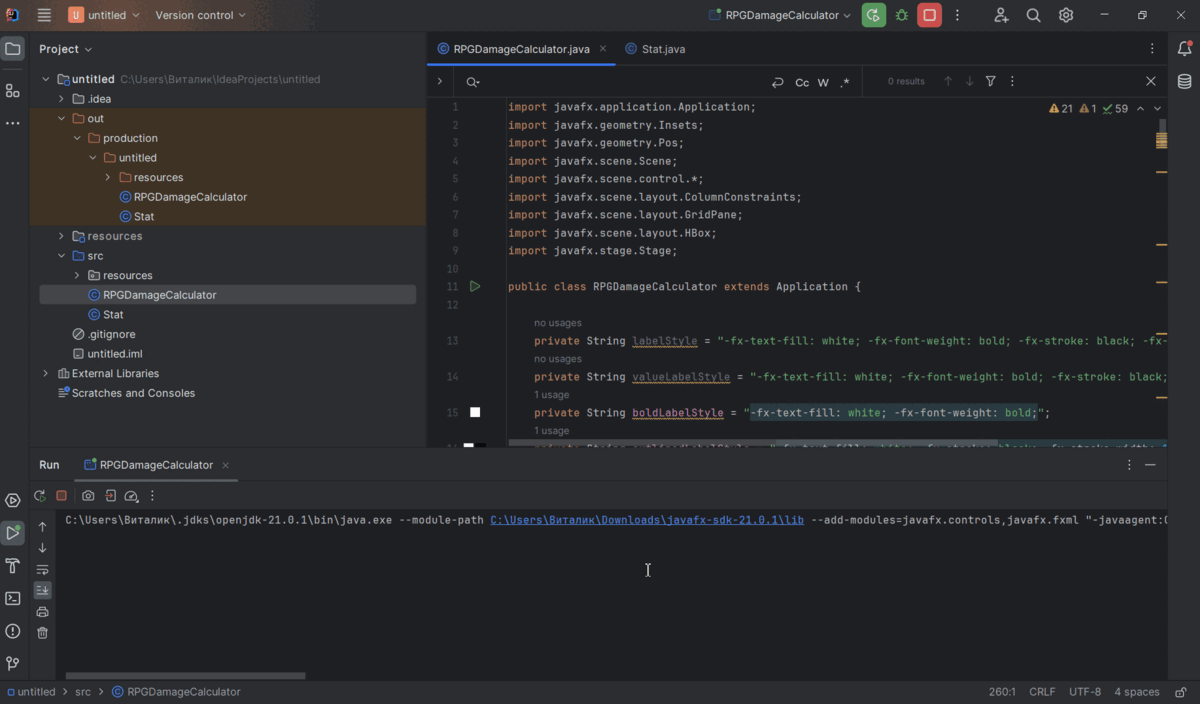 U untitled Version control RPGDamageCalculator
Project
RPGDamageCalculator.java Stat.java
untitled C:\Users\Виталик\IdeaProjects\untitled
.idea
out
production
untitled
resources
RPGDamageCalculator
Stat
resources
src
resources
RPGDamageCalculator
Stat
.gitignore
untitled.iml
External Libraries
Scratches and Consoles
Cc W .* 0 results
21 1 59
1 import javafx.application.Application;
2 import javafx.geometry.Insets;
3 import javafx.geometry.Pos;
4 import javafx.scene.Scene;
5 import javafx.scene.control.*;
6 import javafx.scene.layout.ColumnConstraints;
7 import javafx.scene.layout.GridPane;
8 import javafx.scene.layout.HBox;
9 import javafx.stage.Stage;
10
11 public class RPGDamageCalculator extends Application {
12
no usages
13 private String labelStyle = "-fx-text-fill: white; -fx-font-weight: bold; -fx-stroke: black; -fx-
no usages
14 private String valueLabelStyle = "-fx-text-fill: white; -fx-font-weight: bold; -fx-stroke: black;
1 usage
15 private String boldLabelStyle = "-fx-text-fill: white; -fx-font-weight: bold;";
1 usage
Run RPGDamageCalculator
C:\Users\Виталик\.jdks\openjdk-21.0.1\bin\java.exe --module-path C:\Users\Виталик\Downloads\javafx-sdk-21.0.1\lib --add-modules=javafx.controls,javafx.fxml "-javaagent:
untitled > src > RPGDamageCalculator 260:1 CRLF UTF-8 4 spaces